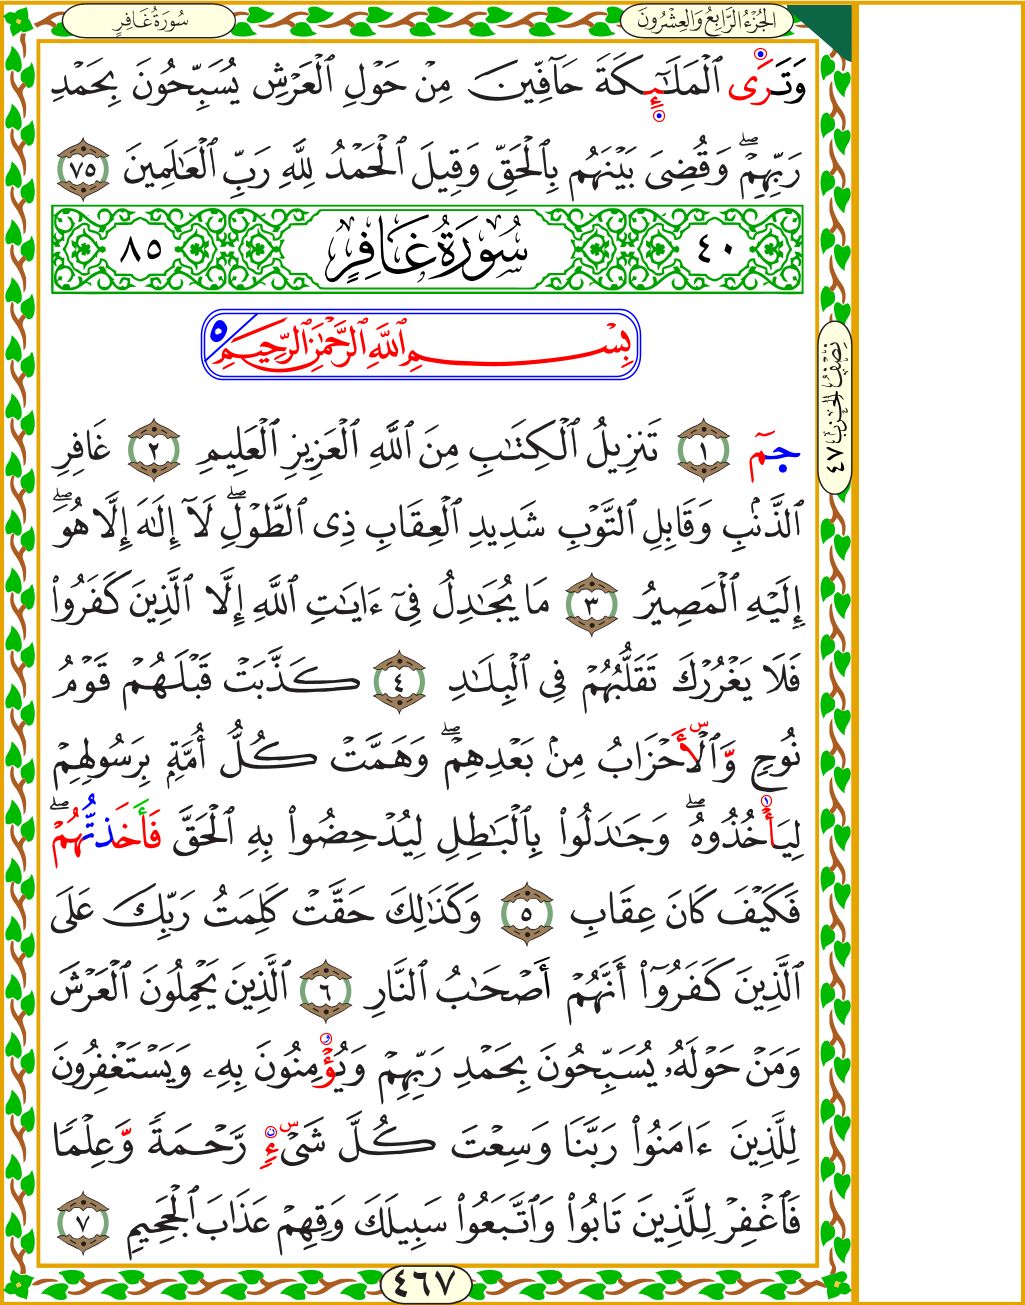 سُورَةُ غَافِرٍ
الجُزْءُ الرَّابِعُ وَالعِشْرُونَ
وَتَرَى ٱلْمَلَٰٓئِكَةَ حَآفِّينَ مِنْ حَوْلِ ٱلْعَرْشِ يُسَبِّحُونَ بِحَمْدِ
رَبِّهِمْۖ وَقُضِىَ بَيْنَهُم بِٱلْحَقِّ وَقِيلَ ٱلْحَمْدُ لِلَّهِ رَبِّ ٱلْعَٰلَمِينَ ٧٥
٤٠ سُورَةُ غَافِرٍ ٨٥
بِسْمِ ٱللَّهِ ٱلرَّحْمَٰنِ ٱلرَّحِيمِ ٥
حمٓ ١ تَنزِيلُ ٱلْكِتَٰبِ مِنَ ٱللَّهِ ٱلْعَزِيزِ ٱلْعَلِيمِ ٢ غَافِرِ
ٱلذَّنۢبِ وَقَابِلِ ٱلتَّوْبِ شَدِيدِ ٱلْعِقَابِ ذِى ٱلطَّوْلِۖ لَآ إِلَٰهَ إِلَّا هُوَۖ
إِلَيْهِ ٱلْمَصِيرُ ٣ مَا يُجَٰدِلُ فِىٓ ءَايَٰتِ ٱللَّهِ إِلَّا ٱلَّذِينَ كَفَرُوا۟
فَلَا يَغْرُرْكَ تَقَلُّبُهُمْ فِى ٱلْبِلَٰدِ ٤ كَذَّبَتْ قَبْلَهُمْ قَوْمُ
نُوحٍ وَٱلْأَحْزَابُ مِنۢ بَعْدِهِمْۖ وَهَمَّتْ كُلُّ أُمَّةٍۭ بِرَسُولِهِمْ
لِيَأْخُذُوهُۖ وَجَٰدَلُوا۟ بِٱلْبَٰطِلِ لِيُدْحِضُوا۟ بِهِ ٱلْحَقَّ فَأَخَذتُّهُمْۖ
فَكَيْفَ كَانَ عِقَابِ ٥ وَكَذَٰلِكَ حَقَّتْ كَلِمَتُ رَبِّكَ عَلَى
ٱلَّذِينَ كَفَرُوٓا۟ أَنَّهُمْ أَصْحَٰبُ ٱلنَّارِ ٦ ٱلَّذِينَ يَحْمِلُونَ ٱلْعَرْشَ
وَمَنْ حَوْلَهُۥ يُسَبِّحُونَ بِحَمْدِ رَبِّهِمْ وَيُؤْمِنُونَ بِهِۦ وَيَسْتَغْفِرُونَ
لِلَّذِينَ ءَامَنُوا۟ رَبَّنَا وَسِعْتَ كُلَّ شَىْءٍ رَّحْمَةً وَعِلْمًا
فَٱغْفِرْ لِلَّذِينَ تَابُوا۟ وَٱتَّبَعُوا۟ سَبِيلَكَ وَقِهِمْ عَذَابَ ٱلْجَحِيمِ ٧
نِصْفُ الحِزْب ٤٧
٤٦٧